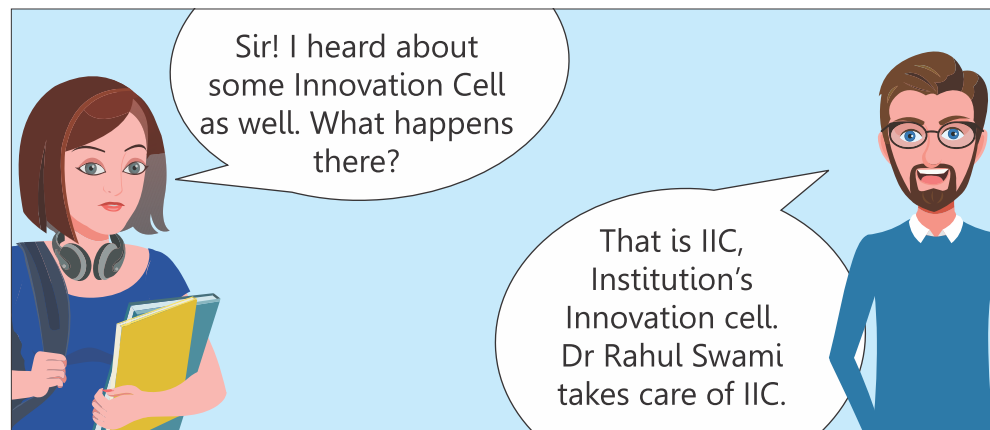 Sir! I heard about
some Innovation Cell
as well. What happens
there?
That is IIC,
Institution’s
Innovation cell.
Dr Rahul Swami
takes care of IIC.